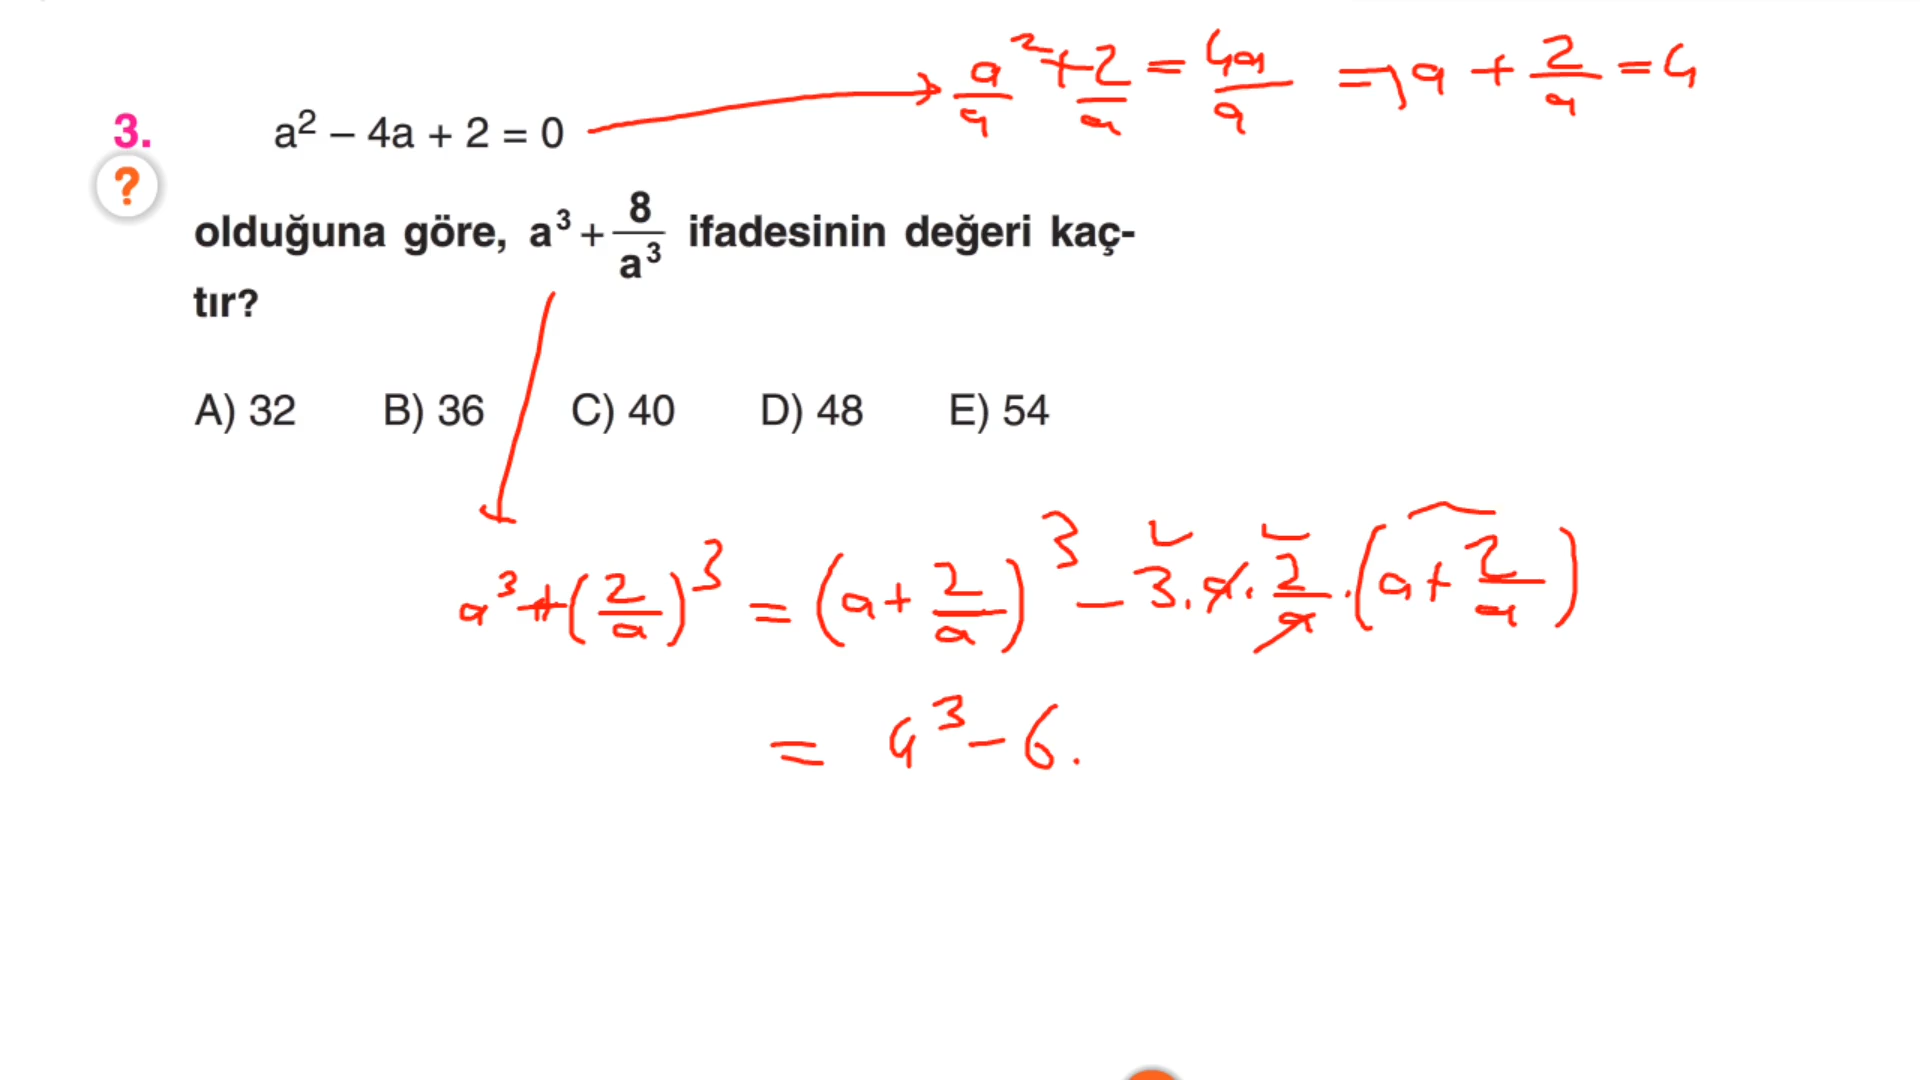 a²/a + 2/a = 4a/a ⇒ a + 2/a = 4
3. a² – 4a + 2 = 0
?
olduğuna göre, a³ + 8/a³ ifadesinin değeri kaç-
tır?
A) 32 B) 36 C) 40 D) 48 E) 54
a³ + (2/a)³ = (a + 2/a)³ – 3.a.2/a.(a + 2/a)
= 4³ – 6.